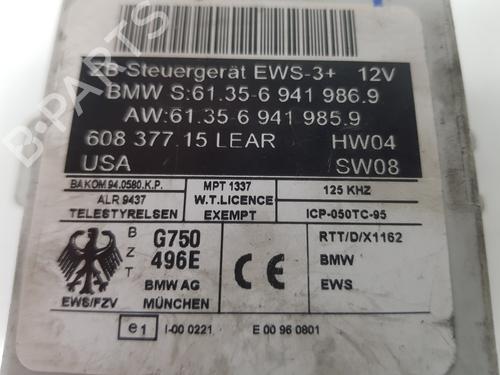 ZB-Steuergerät EWS-3+ 12V
BMW S:61.35-6 941 986.9
AW:61.35 6 941 985.9
608 377.15 LEAR HW04
USA SW08
BAKOM 94.0580.K.P. MPT 1337 125 KHZ
ALR 9437 W.T.LICENCE
TELESTYRELSEN EXEMPT ICP-050TC-95
B Z T G750 496E CE RTT/D/X1162
BMW
EWS/FZV BMW AG MÜNCHEN EWS
e1 I-00 0221 E 00 96 0801